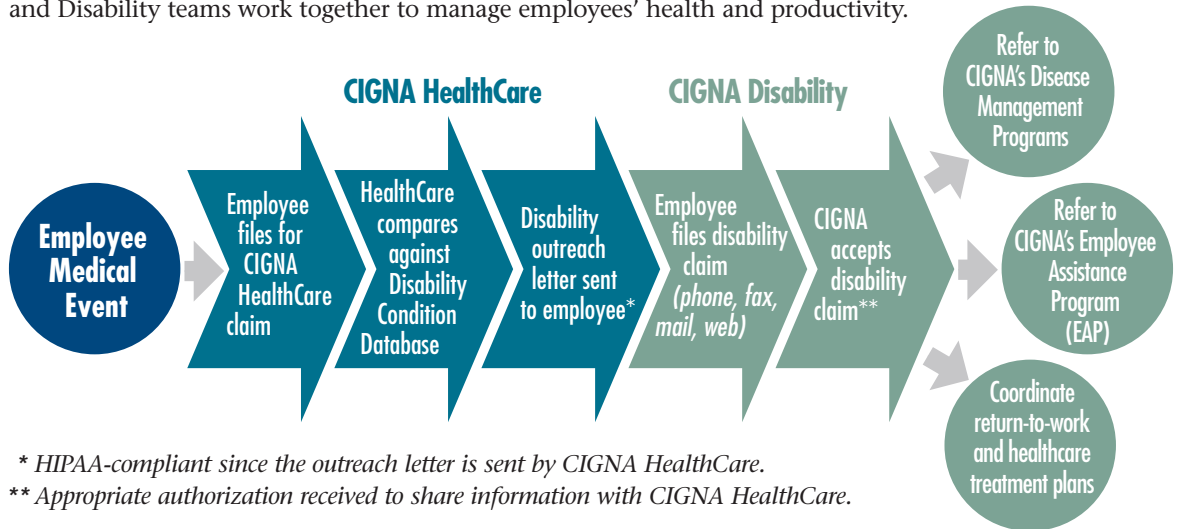 and Disability teams work together to manage employees' health and productivity.
CIGNA HealthCare
CIGNA Disability
Employee
Medical
Event
Employee
files for
CIGNA
HealthCare
claim
HealthCare
compares
against
Disability
Condition
Database
Disability
outreach
letter sent
to employee*
Employee
files disability
claim
(phone, fax,
mail, web)
CIGNA
accepts
disability
claim**
Refer to
CIGNA's Disease
Management
Programs
Refer to
CIGNA's Employee
Assistance
Program
(EAP)
Coordinate
return-to-work
and healthcare
treatment plans
* HIPAA-compliant since the outreach letter is sent by CIGNA HealthCare.
** Appropriate authorization received to share information with CIGNA HealthCare.